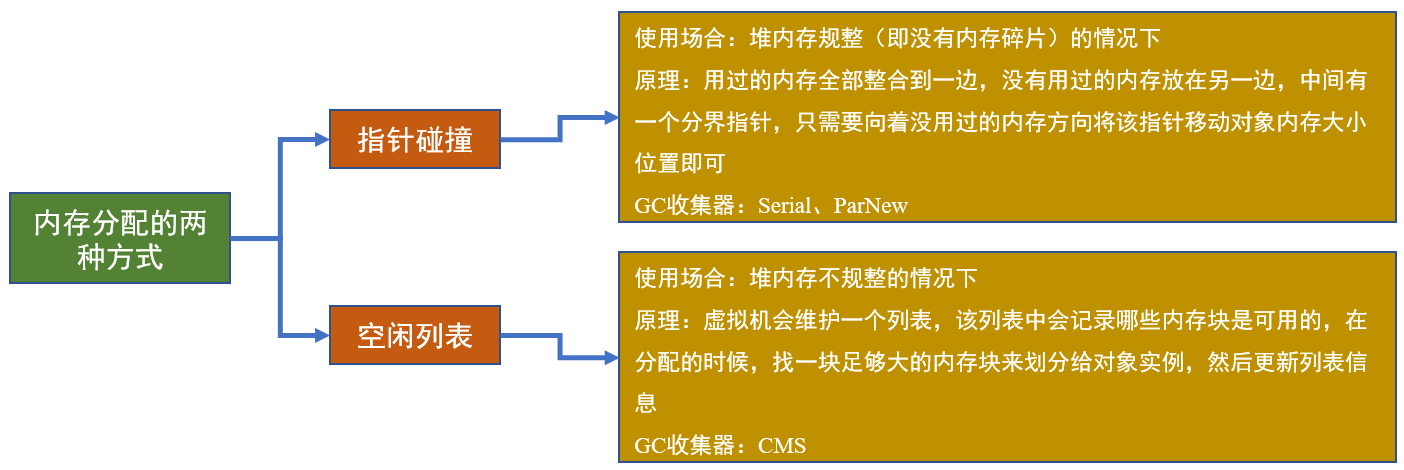 内存分配的两
种方式
指针碰撞
使用场合：堆内存规整（即没有内存碎片）的情况下
原理：用过的内存全部整合到一边，没有用过的内存放在另一边，中间有
一个分界指针，只需要向着没用过的内存方向将该指针移动对象内存大小
位置即可
GC收集器：Serial、ParNew
空闲列表
使用场合：堆内存不规整的情况下
原理：虚拟机会维护一个列表，该列表中会记录哪些内存块是可用的，在
分配的时候，找一块足够大的内存块来划分给对象实例，然后更新列表信
息
GC收集器：CMS